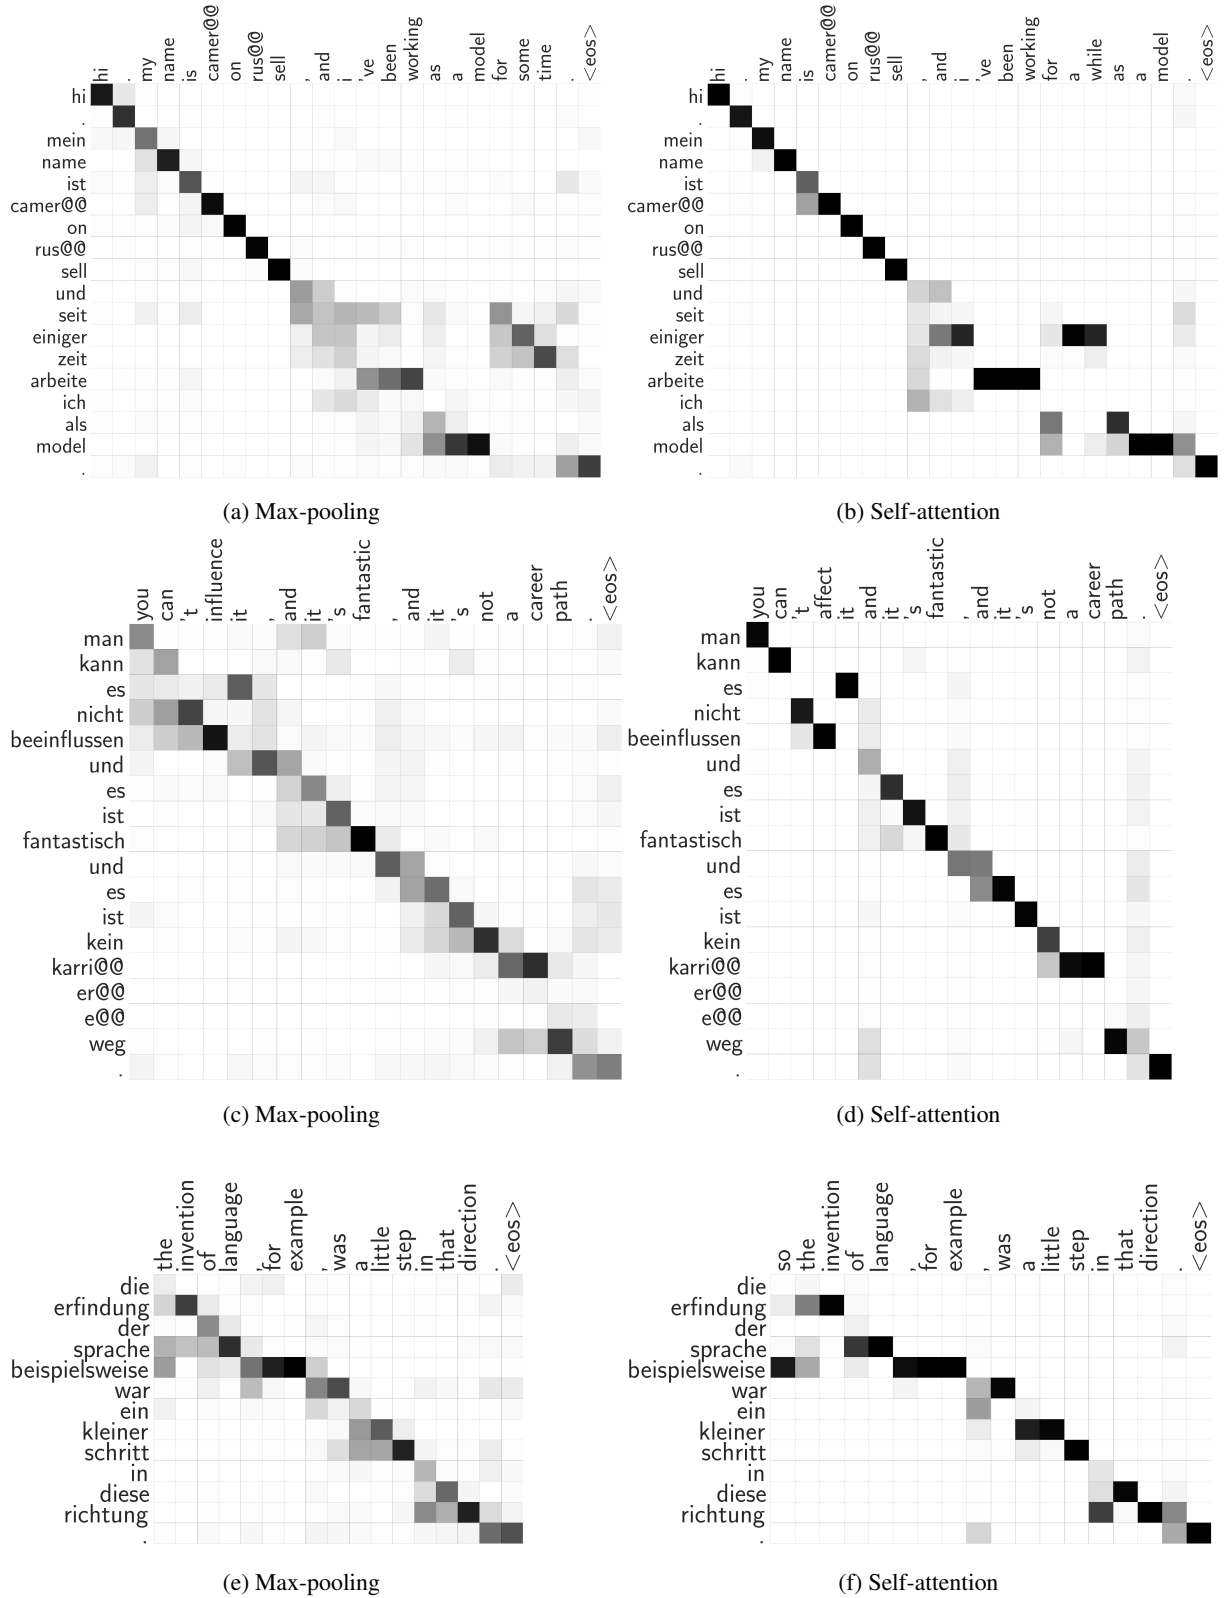 hi . my name is camer@@ on rus@@ sell , and i 've been working as a model for some time . <eos>
hi
.
mein
name
ist
camer@@
on
rus@@
sell
und
seit
einiger
zeit
arbeite
ich
als
model
.
(a) Max-pooling
hi . my name is camer@@ on rus@@ sell , and i 've been working for a while as a model . <eos>
hi
.
mein
name
ist
camer@@
on
rus@@
sell
und
seit
einiger
zeit
arbeite
ich
als
model
.
(b) Self-attention
you can 't influence it , and it 's fantastic , and it 's not a career path . <eos>
man
kann
es
nicht
beeinflussen
und
es
ist
fantastisch
und
es
ist
kein
karri@@
er@@
e@@
weg
.
(c) Max-pooling
you can 't affect it and it 's fantastic , and it 's not a career path . <eos>
man
kann
es
nicht
beeinflussen
und
es
ist
fantastisch
und
es
ist
kein
karri@@
er@@
e@@
weg
.
(d) Self-attention
the invention of language , for example , was a little step in that direction . <eos>
die
erfindung
der
sprache
beispielsweise
war
ein
kleiner
schritt
in
diese
richtung
.
(e) Max-pooling
so the invention of language , for example , was a little step in that direction . <eos>
die
erfindung
der
sprache
beispielsweise
war
ein
kleiner
schritt
in
diese
richtung
.
(f) Self-attention